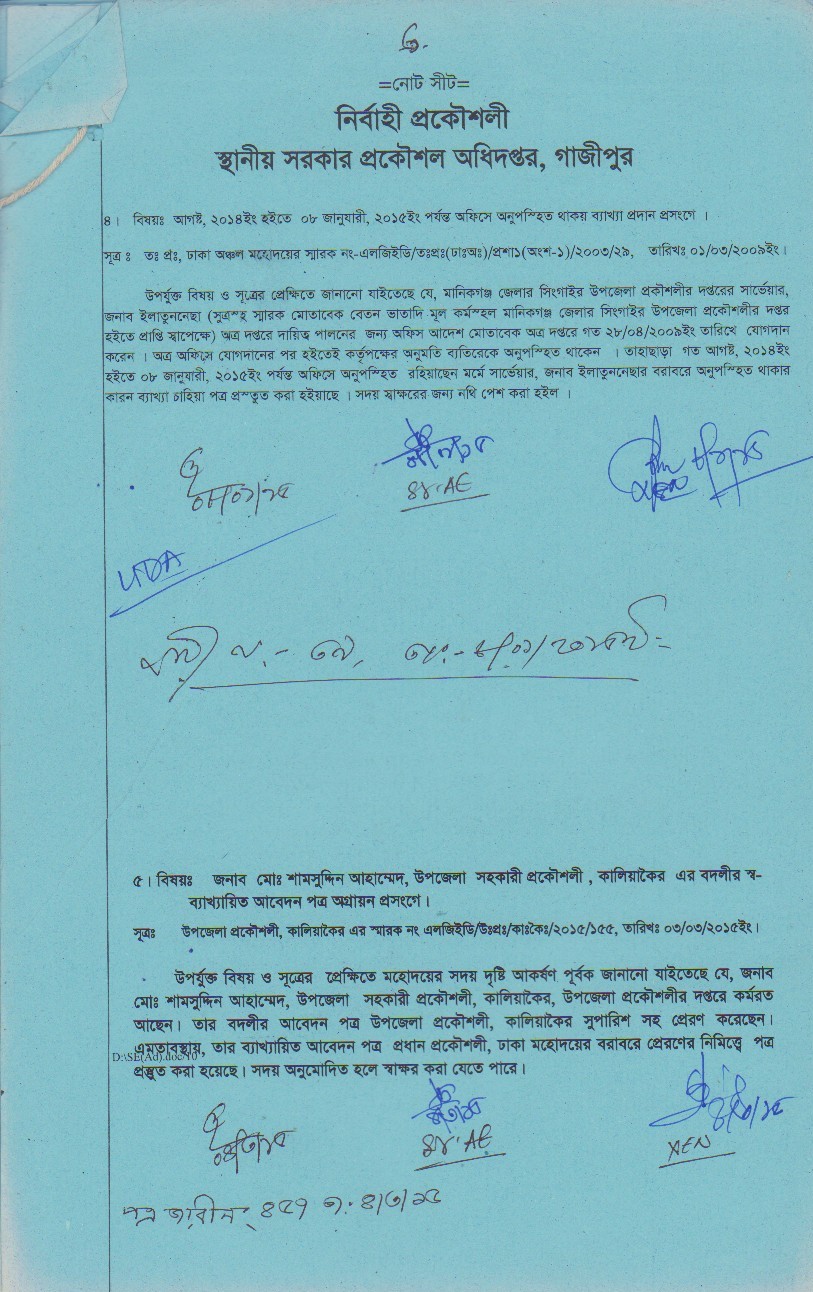 ৬.
=নোট সীট=
নির্বাহী প্রকৌশলী
স্থানীয় সরকার প্রকৌশল অধিদপ্তর, গাজীপুর
৪। বিষয়ঃ আগষ্ট, ২০১৪ইং হইতে ০৮ জানুযারী, ২০১৫ইং পর্যন্ত অফিসে অনুপস্হিত থাকয় ব্যাখ্যা প্রদান প্রসংগে ।
সূত্র ঃ তঃ প্রঃ, ঢাকা অঞ্চল মহোদয়ের স্মারক নং-এলজিইডি/তঃপ্রঃ(ঢাঃঅঃ)/প্রশা১(অংশ-১)/২০০৩/২৯, তারিখঃ ০১/০৩/২০০৯ইং।
উপর্যুক্ত বিষয় ও সূত্রের প্রেক্ষিতে জানানো যাইতেছে যে, মানিকগঞ্জ জেলার সিংগাইর উপজেলা প্রকৌশলীর দপ্তরের সার্ভেয়ার,
জনাব ইলাতুননেছা (সুত্রস্হ স্মারক মোতাবেক বেতন ভাতাদি মূল কর্মস্হল মানিকগঞ্জ জেলার সিংগাইর উপজেলা প্রকৌশলীর দপ্তর
হইতে প্রাপ্তি স্বাপেক্ষে) অত্র দপ্তরে দায়িত্ব পালনের জন্য অফিস আদেশ মোতাবেক অত্র দপ্তরে গত ২৮/০৪/২০০৯ইং তারিখে যোগদান
করেন । অত্র অফিসে যোগদানের পর হইতেই কর্তৃপক্ষের অনুমতি ব্যতিরেকে অনুপস্হিত থাকেন । তাহাছাড়া গত আগষ্ট, ২০১৪ইং
হইতে ০৮ জানুয়ারী, ২০১৫ইং পর্যন্ত অফিসে অনুপস্হিত রহিয়াছেন মর্মে সার্ভেয়ার, জনাব ইলাতুননেছার বরাবরে অনুপস্হিত থাকার
কারন ব্যাখ্যা চাহিয়া পত্র প্রস্তুত করা হইয়াছে । সদয় স্বাক্ষরের জন্য নথি পেশ করা হইল ।
AE
XEN
UDA
৫। বিষয়ঃ জনাব মোঃ শামসুদ্দিন আহাম্মেদ, উপজেলা সহকারী প্রকৌশলী , কালিয়াকৈর এর বদলীর স্ব-
ব্যাখ্যায়িত আবেদন পত্র অগ্রায়ন প্রসংগে।
সূত্রঃ উপজেলা প্রকৌশলী, কালিয়াকৈর এর স্মারক নং এলজিইডি/উঃপ্রঃ/কাঃকৈঃ/২০১৫/১৫৫, তারিখঃ ০৩/০৩/২০১৫ইং।
উপর্যুক্ত বিষয় ও সূত্রের প্রেক্ষিতে মহোদয়ের সদয় দৃষ্টি আকর্ষণ পূর্বক জানানো যাইতেছে যে, জনাব
মোঃ শামসুদ্দিন আহাম্মেদ, উপজেলা সহকারী প্রকৌশলী, কালিয়াকৈর, উপজেলা প্রকৌশলীর দপ্তরে কর্মরত
আছেন। তার বদলীর আবেদন পত্র উপজেলা প্রকৌশলী, কালিয়াকৈর সুপারিশ সহ প্রেরণ করেছেন।
এমতাবস্থায়, তার ব্যাখ্যায়িত আবেদন পত্র প্রধান প্রকৌশলী, ঢাকা মহোদয়ের বরাবরে প্রেরণের নিমিত্ত্বে পত্র
D:\SE(Ad).doc/10
প্রস্তুত করা হয়েছে। সদয় অনুমোদিত হলে স্বাক্ষর করা যেতে পারে।
AE
XEN
পত্র জারীনং ৪৫৭ তাং ৪/৩/১৫